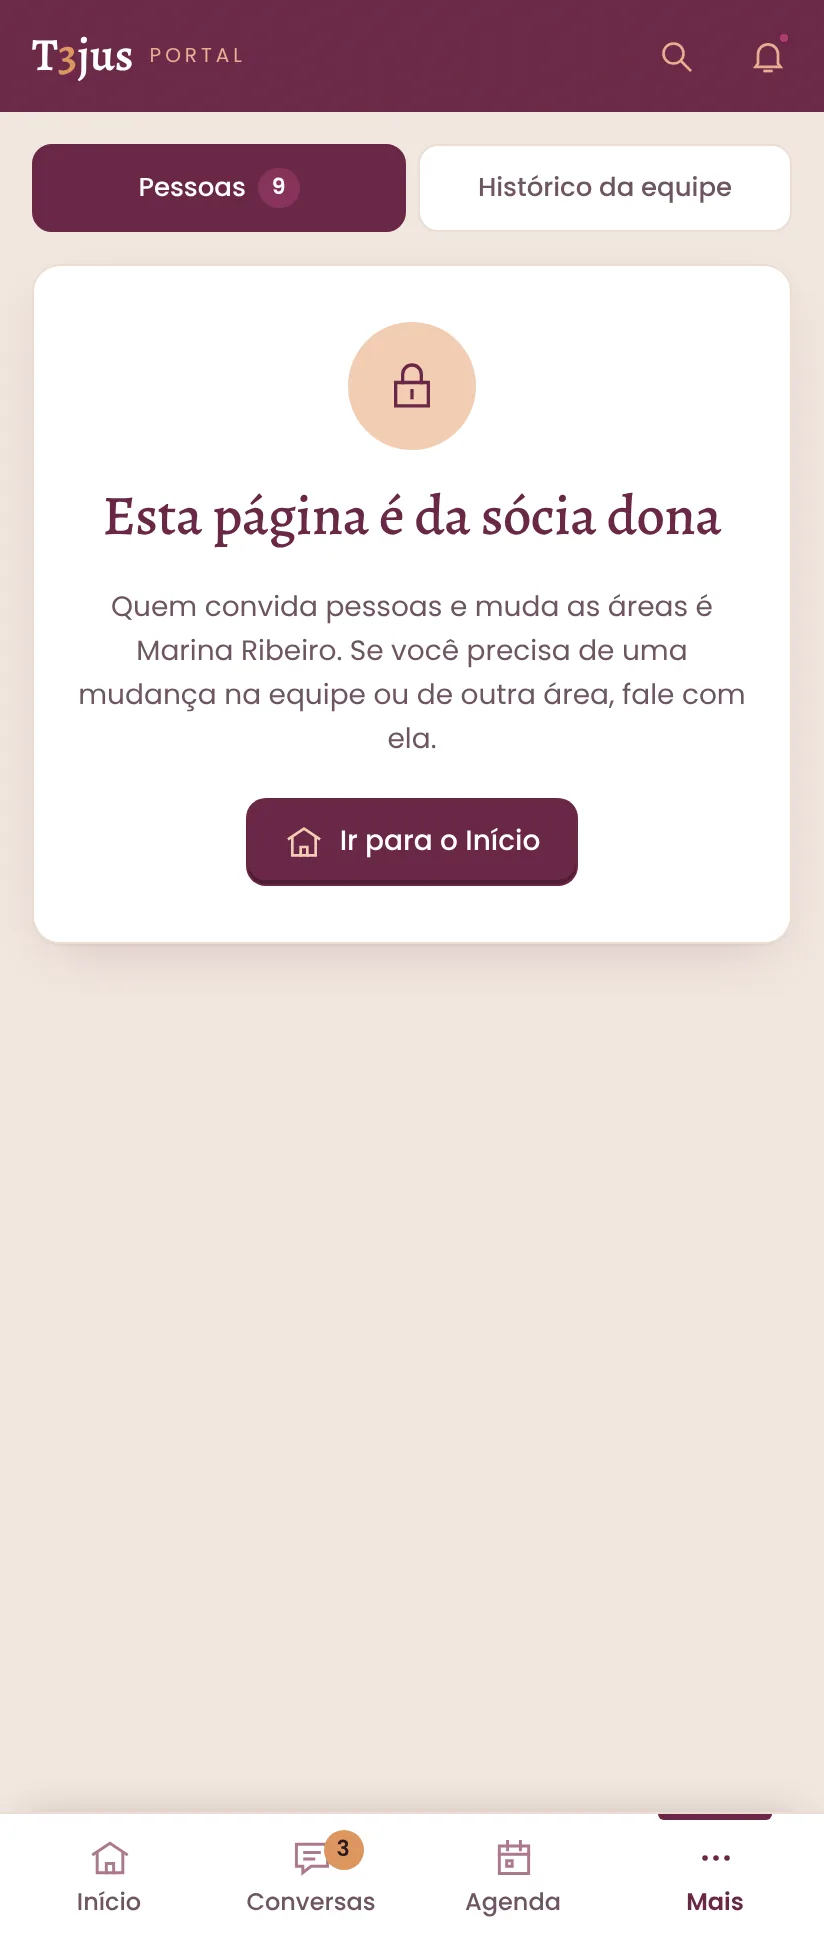 T3jus PORTAL
Pessoas 9
Histórico da equipe
Esta página é da sócia dona
Quem convida pessoas e muda as áreas é
Marina Ribeiro. Se você precisa de uma
mudança na equipe ou de outra área, fale com
ela.
Ir para o Início
3
Início
Conversas
Agenda
Mais